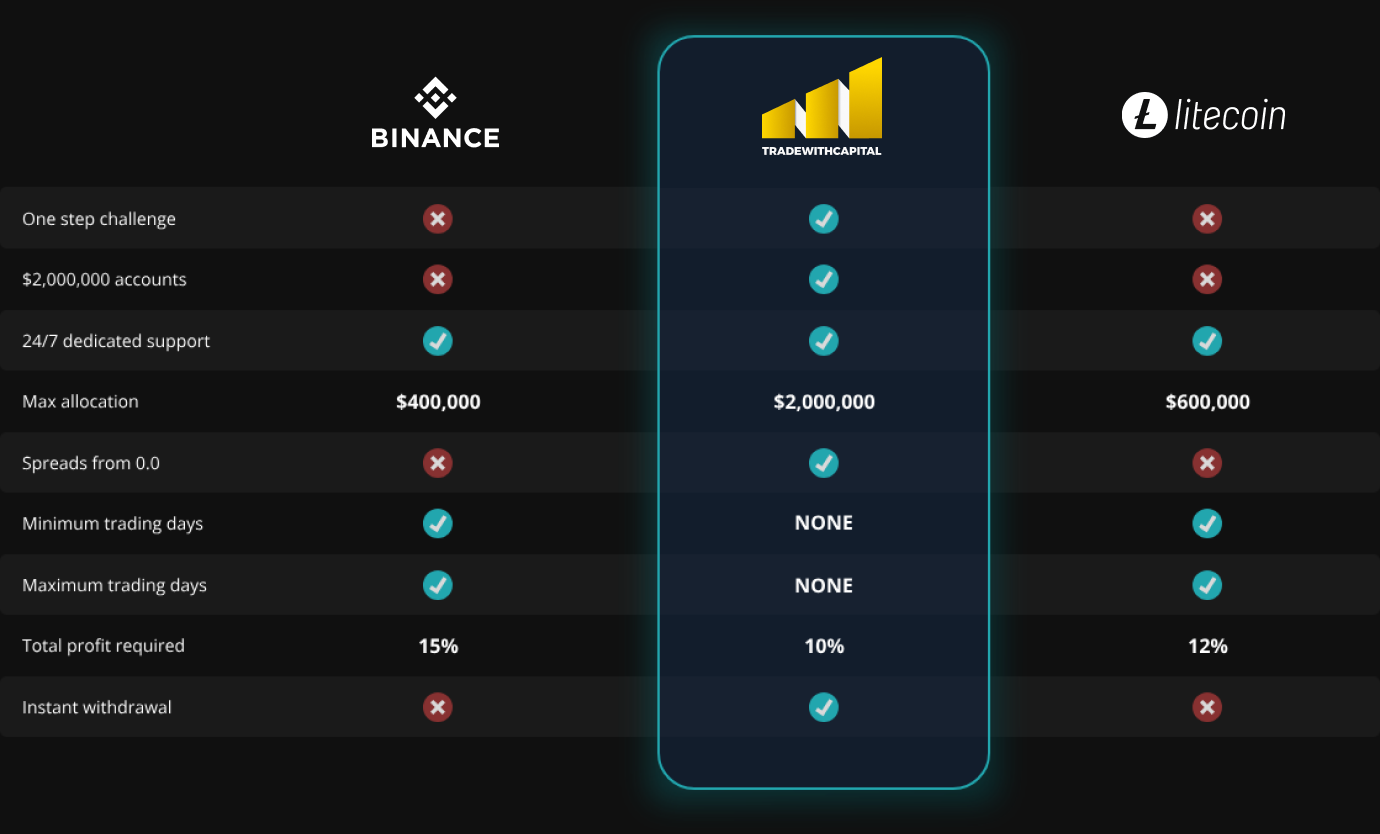 BINANCE
TRADEWITHCAPITAL
litecoin
One step challenge
$2,000,000 accounts
24/7 dedicated support
Max allocation
$400,000
$2,000,000
$600,000
Spreads from 0.0
Minimum trading days
NONE
Maximum trading days
NONE
Total profit required
15%
10%
12%
Instant withdrawal